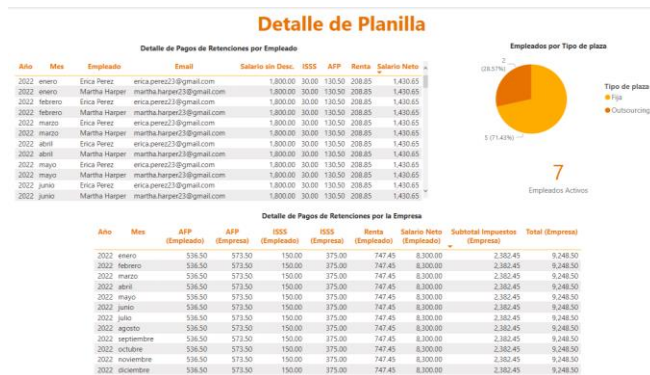 Detalle de Planilla
Detalle de Pagos de Retenciones por Empleado
Año Mes Empleado Email Salario sin Desc. ISSS AFP Renta Salario Neto
2022 enero Erica Perez erica.perez23@gmail.com 1,800.00 30.00 130.50 208.85 1,430.65
2022 enero Martha Harper martha.harper23@gmail.com 1,800.00 30.00 130.50 208.85 1,430.65
2022 febrero Erica Perez erica.perez23@gmail.com 1,800.00 30.00 130.50 208.85 1,430.65
2022 febrero Martha Harper martha.harper23@gmail.com 1,800.00 30.00 130.50 208.85 1,430.65
2022 marzo Erica Perez erica.perez23@gmail.com 1,800.00 30.00 130.50 208.85 1,430.65
2022 marzo Martha Harper martha.harper23@gmail.com 1,800.00 30.00 130.50 208.85 1,430.65
2022 abril Erica Perez erica.perez23@gmail.com 1,800.00 30.00 130.50 208.85 1,430.65
2022 abril Martha Harper martha.harper23@gmail.com 1,800.00 30.00 130.50 208.85 1,430.65
2022 mayo Erica Perez erica.perez23@gmail.com 1,800.00 30.00 130.50 208.85 1,430.65
2022 mayo Martha Harper martha.harper23@gmail.com 1,800.00 30.00 130.50 208.85 1,430.65
2022 junio Erica Perez erica.perez23@gmail.com 1,800.00 30.00 130.50 208.85 1,430.65
2022 junio Martha Harper martha.harper23@gmail.com 1,800.00 30.00 130.50 208.85 1,430.65
Empleados por Tipo de plaza
2
(28.57%)
5 (71.43%)
Tipo de plaza
Fija
Outsourcing
7
Empleados Activos
Detalle de Pagos de Retenciones por la Empresa
Año Mes AFP (Empleado) AFP (Empresa) ISSS (Empleado) ISSS (Empresa) Renta (Empleado) Salario Neto (Empleado) Subtotal Impuestos (Empresa) Total (Empresa)
2022 enero 536.50 573.50 150.00 375.00 747.45 8,300.00 2,382.45 9,248.50
2022 febrero 536.50 573.50 150.00 375.00 747.45 8,300.00 2,382.45 9,248.50
2022 marzo 536.50 573.50 150.00 375.00 747.45 8,300.00 2,382.45 9,248.50
2022 abril 536.50 573.50 150.00 375.00 747.45 8,300.00 2,382.45 9,248.50
2022 mayo 536.50 573.50 150.00 375.00 747.45 8,300.00 2,382.45 9,248.50
2022 junio 536.50 573.50 150.00 375.00 747.45 8,300.00 2,382.45 9,248.50
2022 julio 536.50 573.50 150.00 375.00 747.45 8,300.00 2,382.45 9,248.50
2022 agosto 536.50 573.50 150.00 375.00 747.45 8,300.00 2,382.45 9,248.50
2022 septiembre 536.50 573.50 150.00 375.00 747.45 8,300.00 2,382.45 9,248.50
2022 octubre 536.50 573.50 150.00 375.00 747.45 8,300.00 2,382.45 9,248.50
2022 noviembre 536.50 573.50 150.00 375.00 747.45 8,300.00 2,382.45 9,248.50
2022 diciembre 536.50 573.50 150.00 375.00 747.45 8,300.00 2,382.45 9,248.50